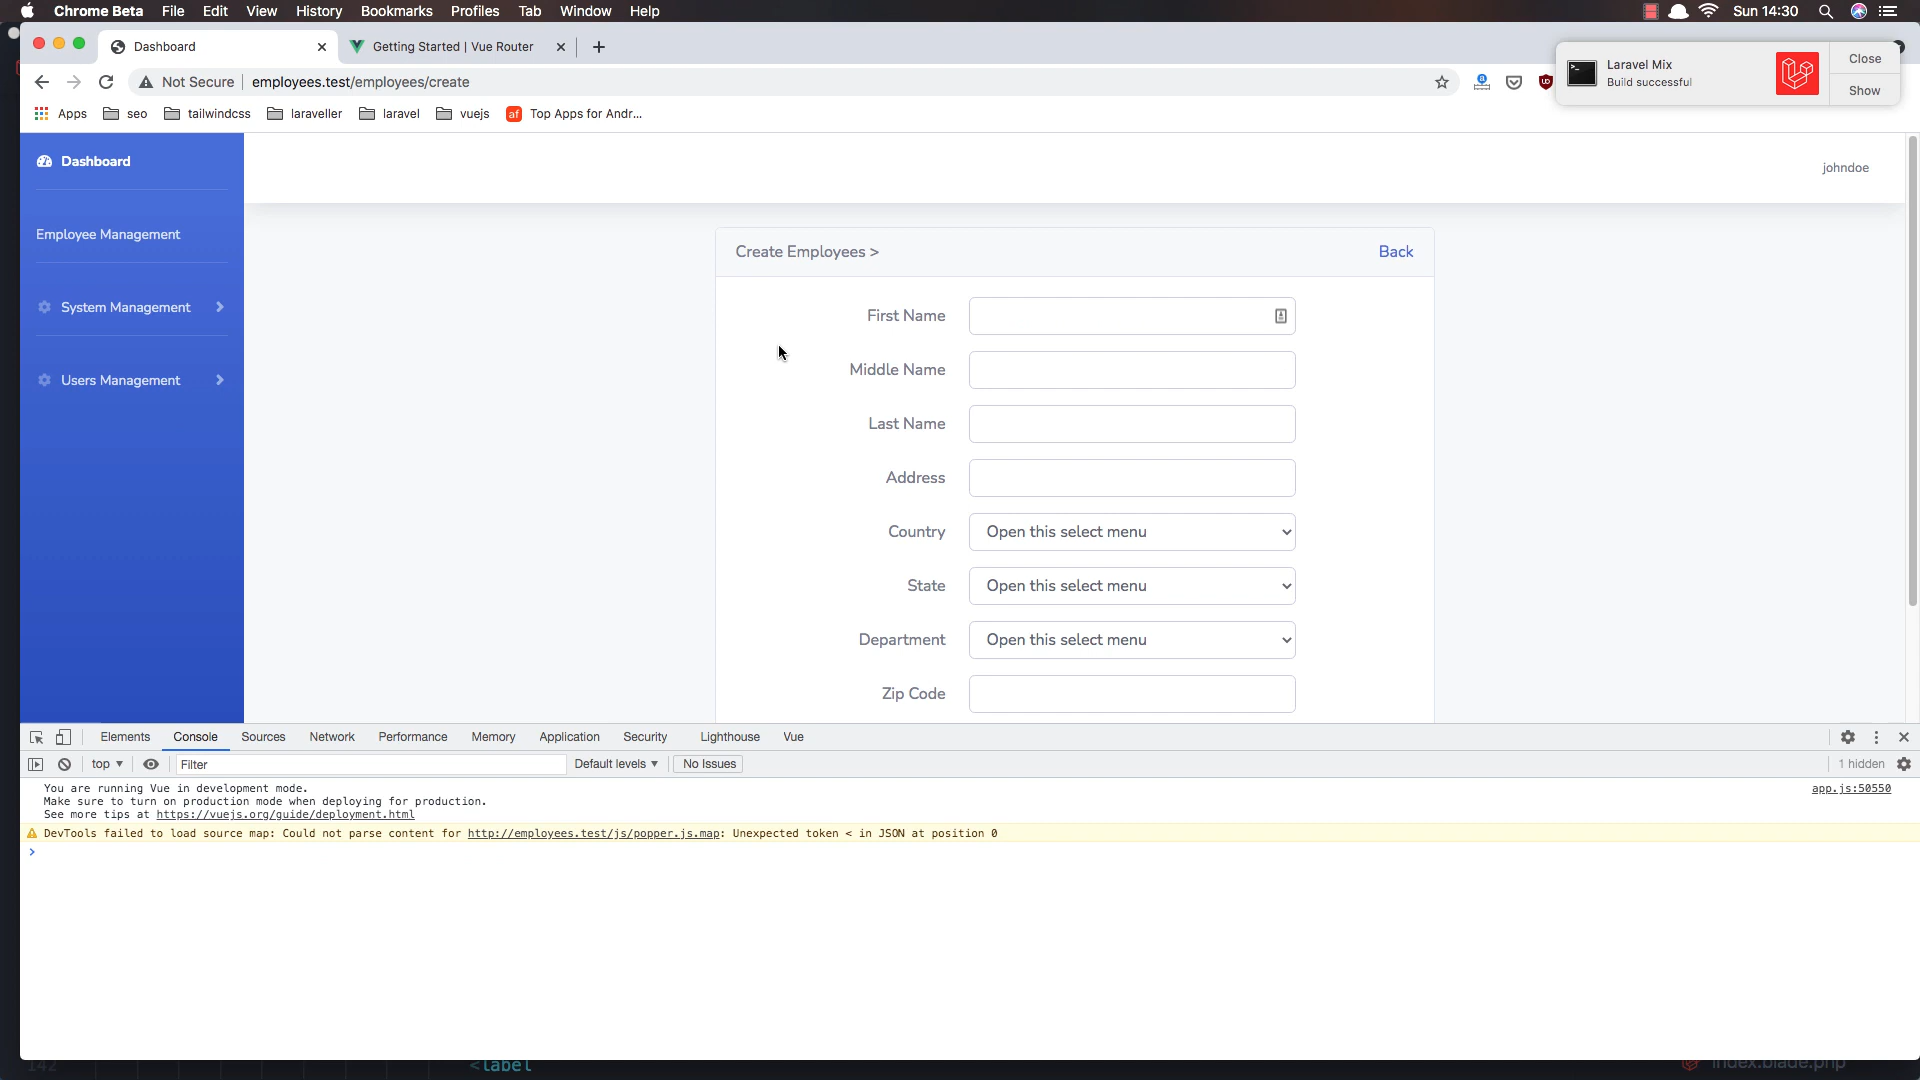 Chrome Beta File Edit View History Bookmarks Profiles Tab Window Help Sun 14:30
Dashboard Getting Started | Vue Router
Laravel Mix
Build successful
Close
Show
Not Secure employees.test/employees/create
Apps seo tailwindcss laraveller laravel vuejs Top Apps for Andr...
Dashboard
johndoe
Employee Management
System Management
Users Management
Create Employees > Back
First Name
Middle Name
Last Name
Address
Country Open this select menu
State Open this select menu
Department Open this select menu
Zip Code
Elements Console Sources Network Performance Memory Application Security Lighthouse Vue
top Filter Default levels No Issues 1 hidden
You are running Vue in development mode. app.js:50550
Make sure to turn on production mode when deploying for production.
See more tips at https://vuejs.org/guide/deployment.html
DevTools failed to load source map: Could not parse content for http://employees.test/js/popper.js.map: Unexpected token < in JSON at position 0
>
142 <label index.blade.php